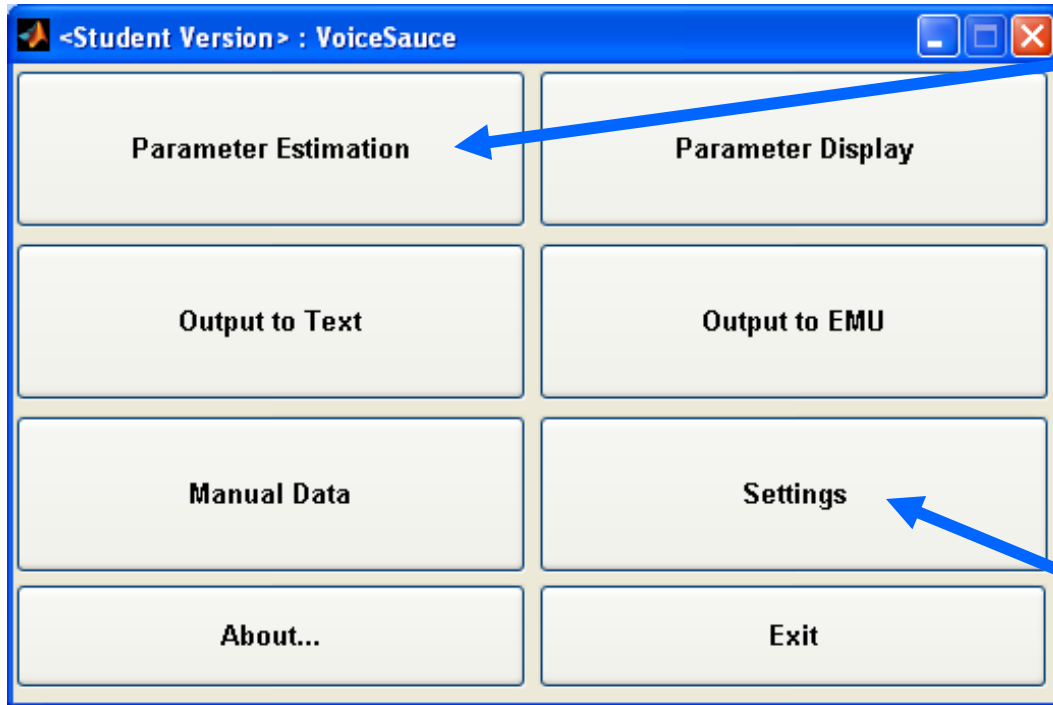 <Student Version> : VoiceSauce
Parameter Estimation
Parameter Display
Output to Text
Output to EMU
Manual Data
Settings
About...
Exit